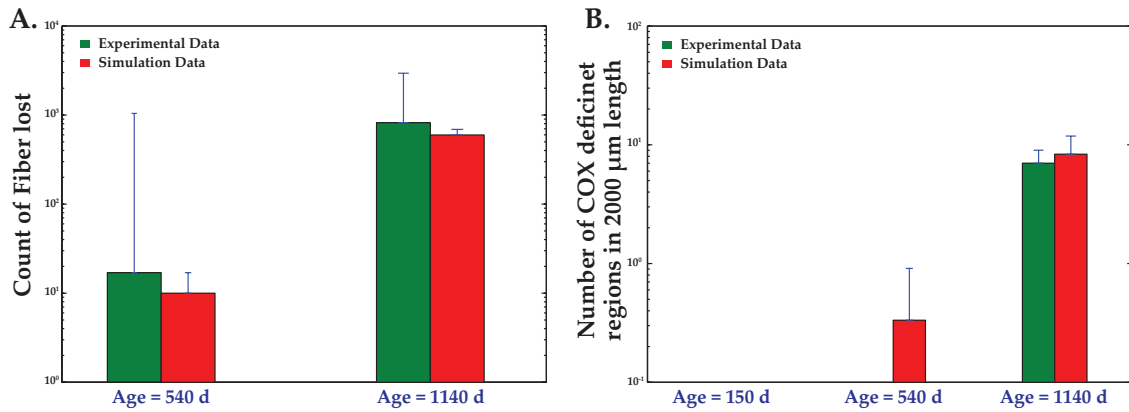 A.
Experimental Data
Simulation Data
Count of Fiber lost
10⁴
10³
10²
10¹
10⁰
Age = 540 d
Age = 1140 d
B.
Experimental Data
Simulation Data
Number of COX deficinet
regions in 2000 µm length
10²
10¹
10⁰
10⁻¹
Age = 150 d
Age = 540 d
Age = 1140 d